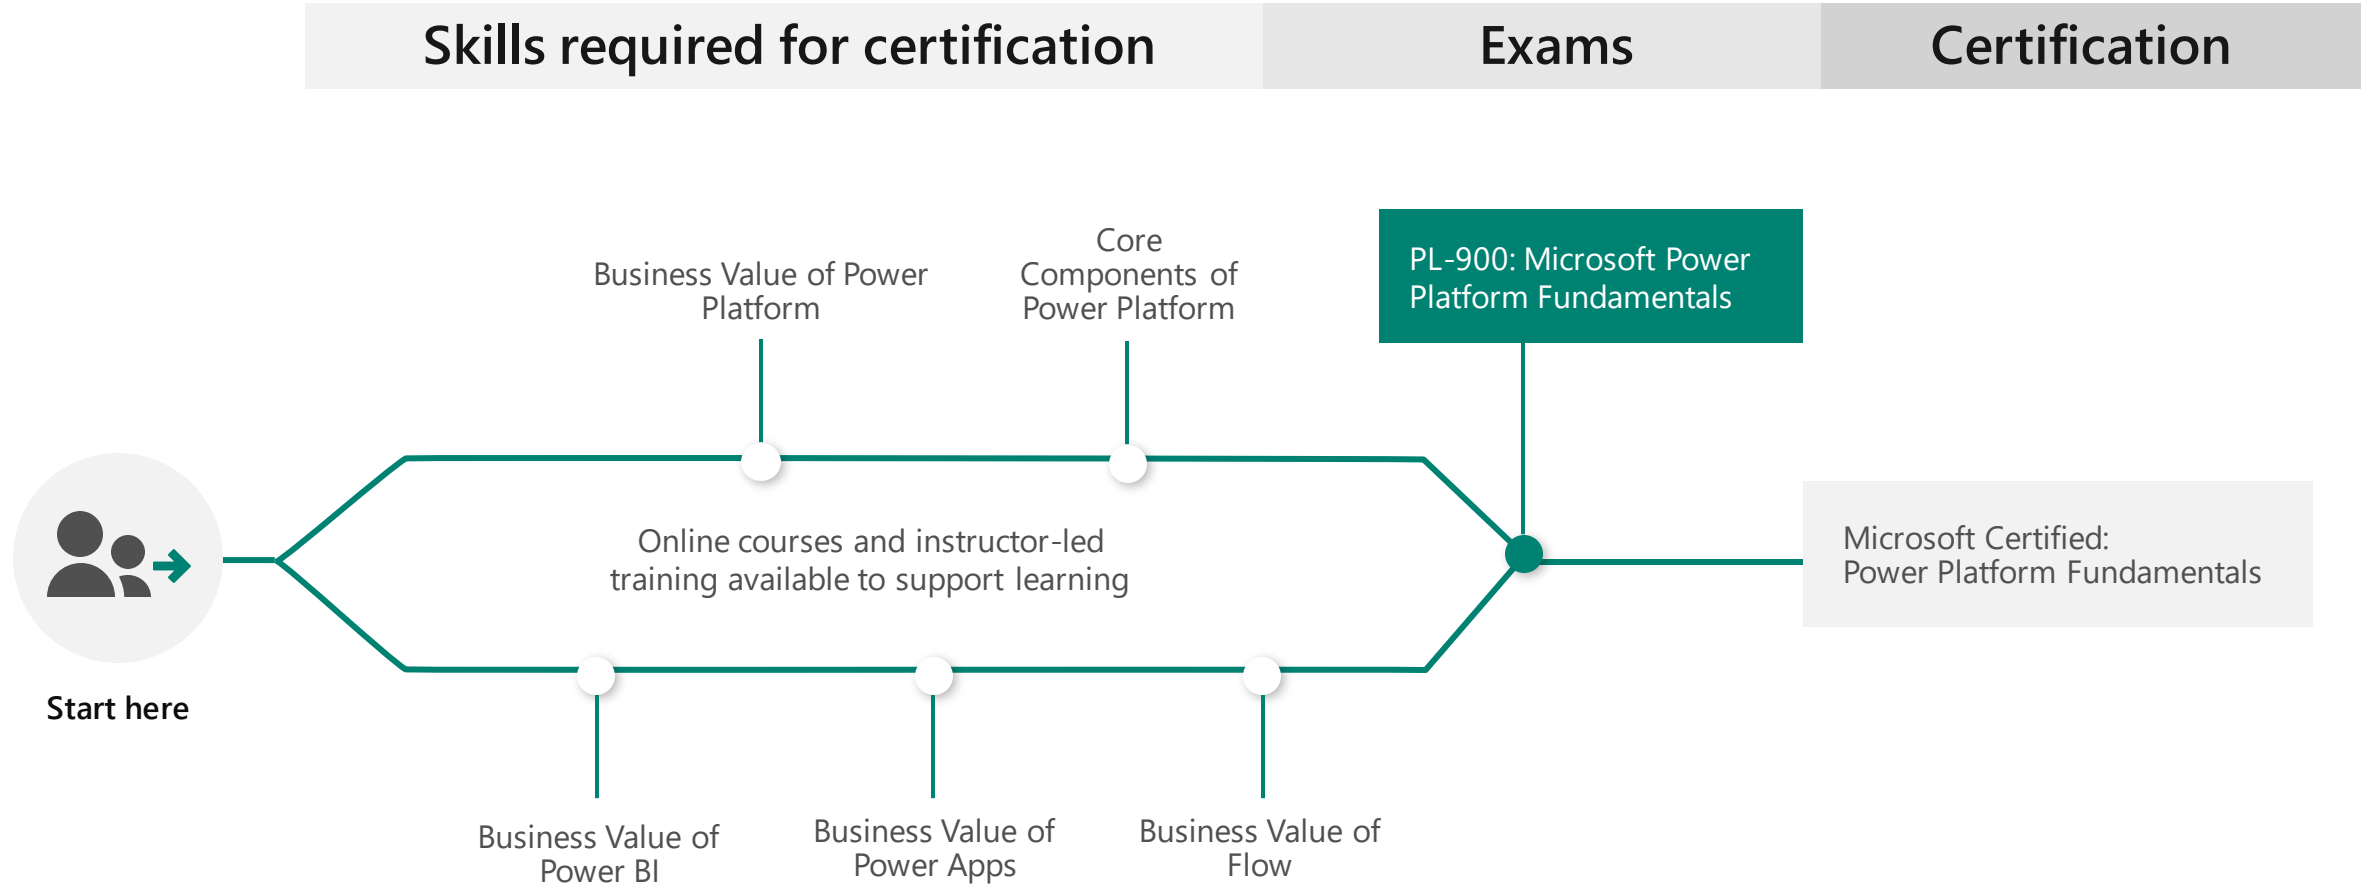 Skills required for certification
Exams
Certification
Business Value of Power
Platform
Core
Components of
Power Platform
PL-900: Microsoft Power
Platform Fundamentals
Online courses and instructor-led
training available to support learning
Microsoft Certified:
Power Platform Fundamentals
Start here
Business Value of
Power BI
Business Value of
Power Apps
Business Value of
Flow